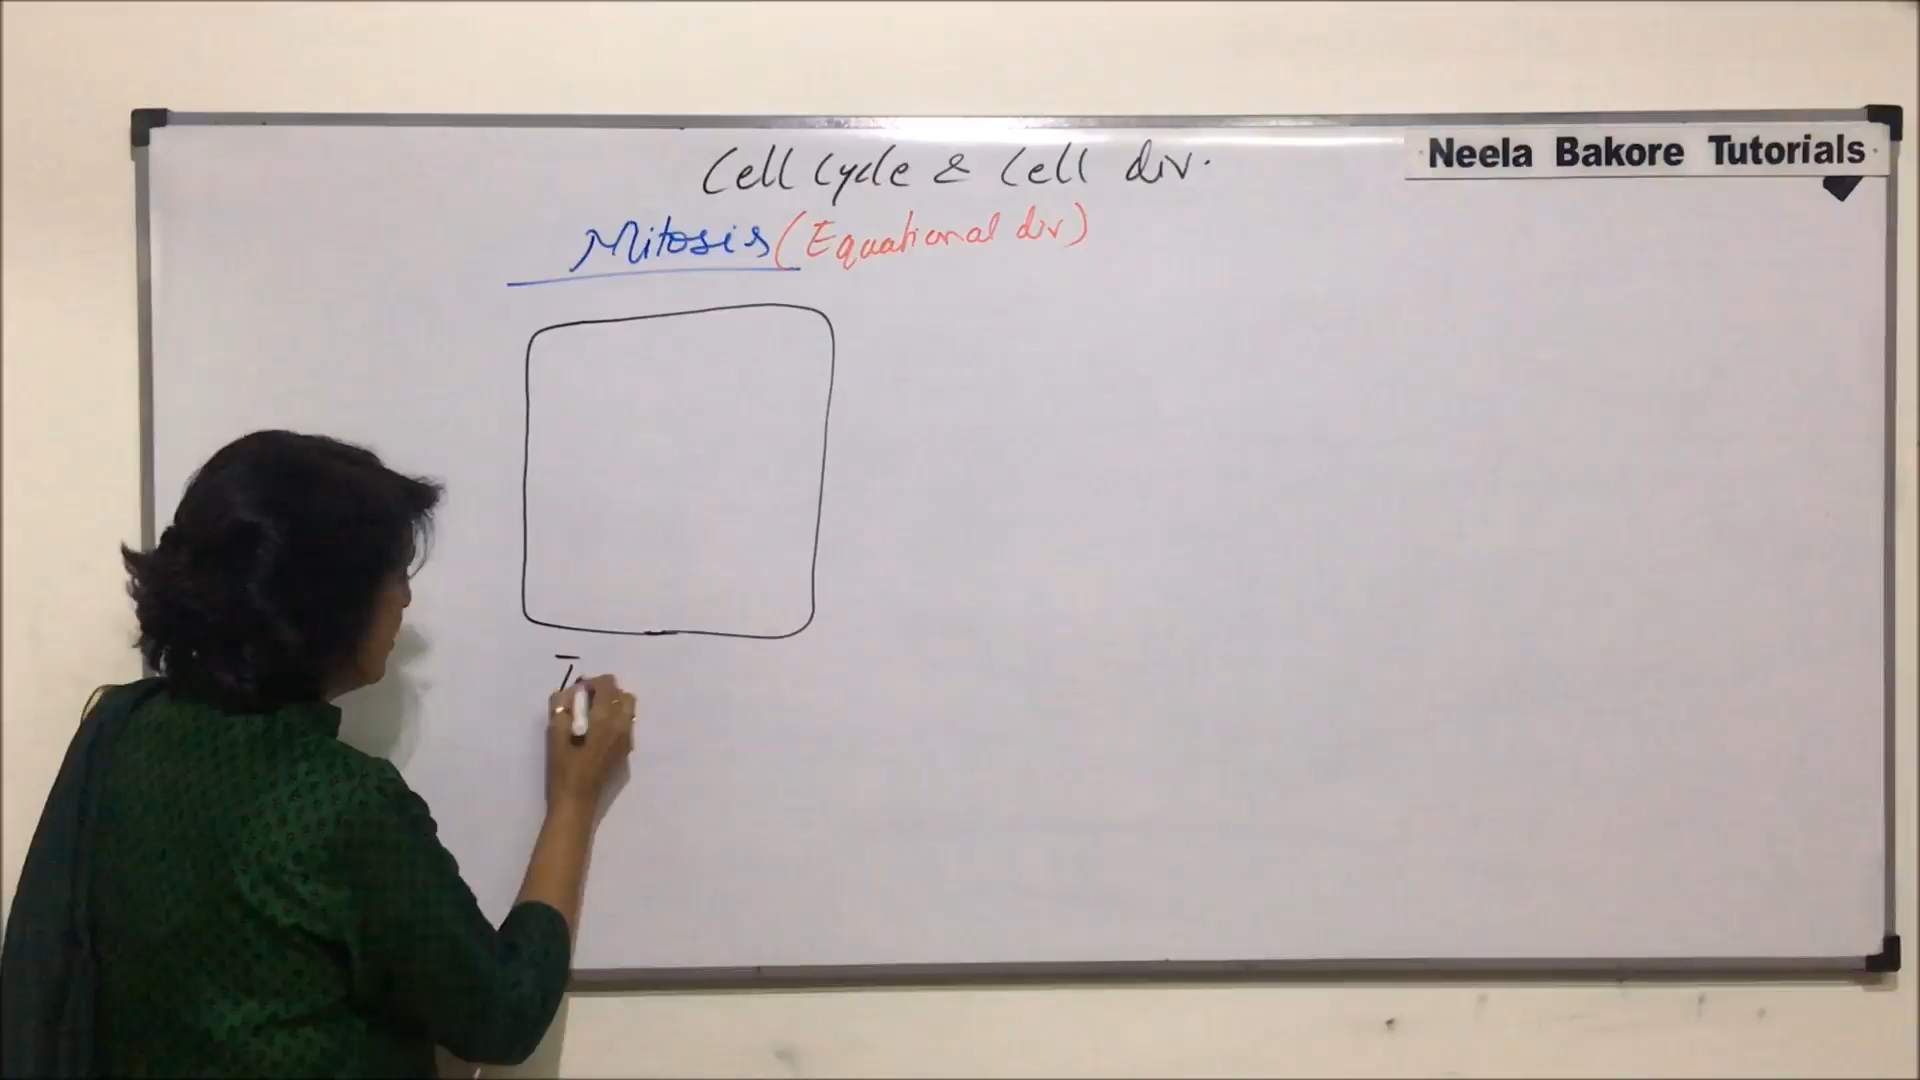 Neela Bakore Tutorials
Cell Cycle & Cell div.
Mitosis (Equational div)